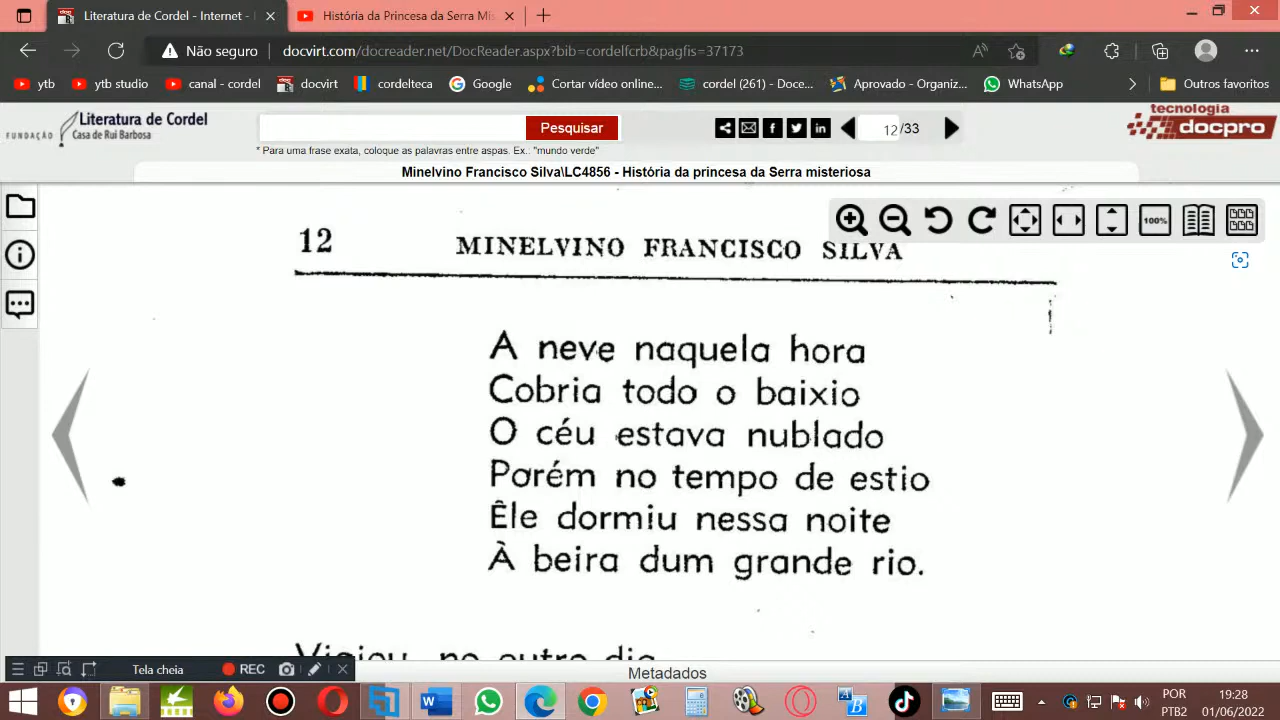 Literatura de Cordel - Internet -
História da Princesa da Serra Mis
Não seguro
docvirt.com/docreader.net/DocReader.aspx?bib=cordelfcrb&pagfis=37173
ytb
ytb studio
canal - cordel
docvirt
cordelteca
Google
Cortar vídeo online...
cordel (261) - Doce...
Aprovado - Organiz...
WhatsApp
Outros favoritos
FUNDAÇÃO
Literatura de Cordel
Casa de Rui Barbosa
Pesquisar
* Para uma frase exata, coloque as palavras entre aspas. Ex.: "mundo verde"
12 /33
tecnologia
docpro
Minelvino Francisco Silva\LC4856 - História da princesa da Serra misteriosa
100%
12 MINELVINO FRANCISCO SILVA
A neve naquela hora
Cobria todo o baixio
O céu estava nublado
Parém no tempo de estio
Êle dormiu nessa noite
À beira dum grande rio.
Viajou no outro dia
Tela cheia
REC
Metadados
POR
PTB2
19:28
01/06/2022